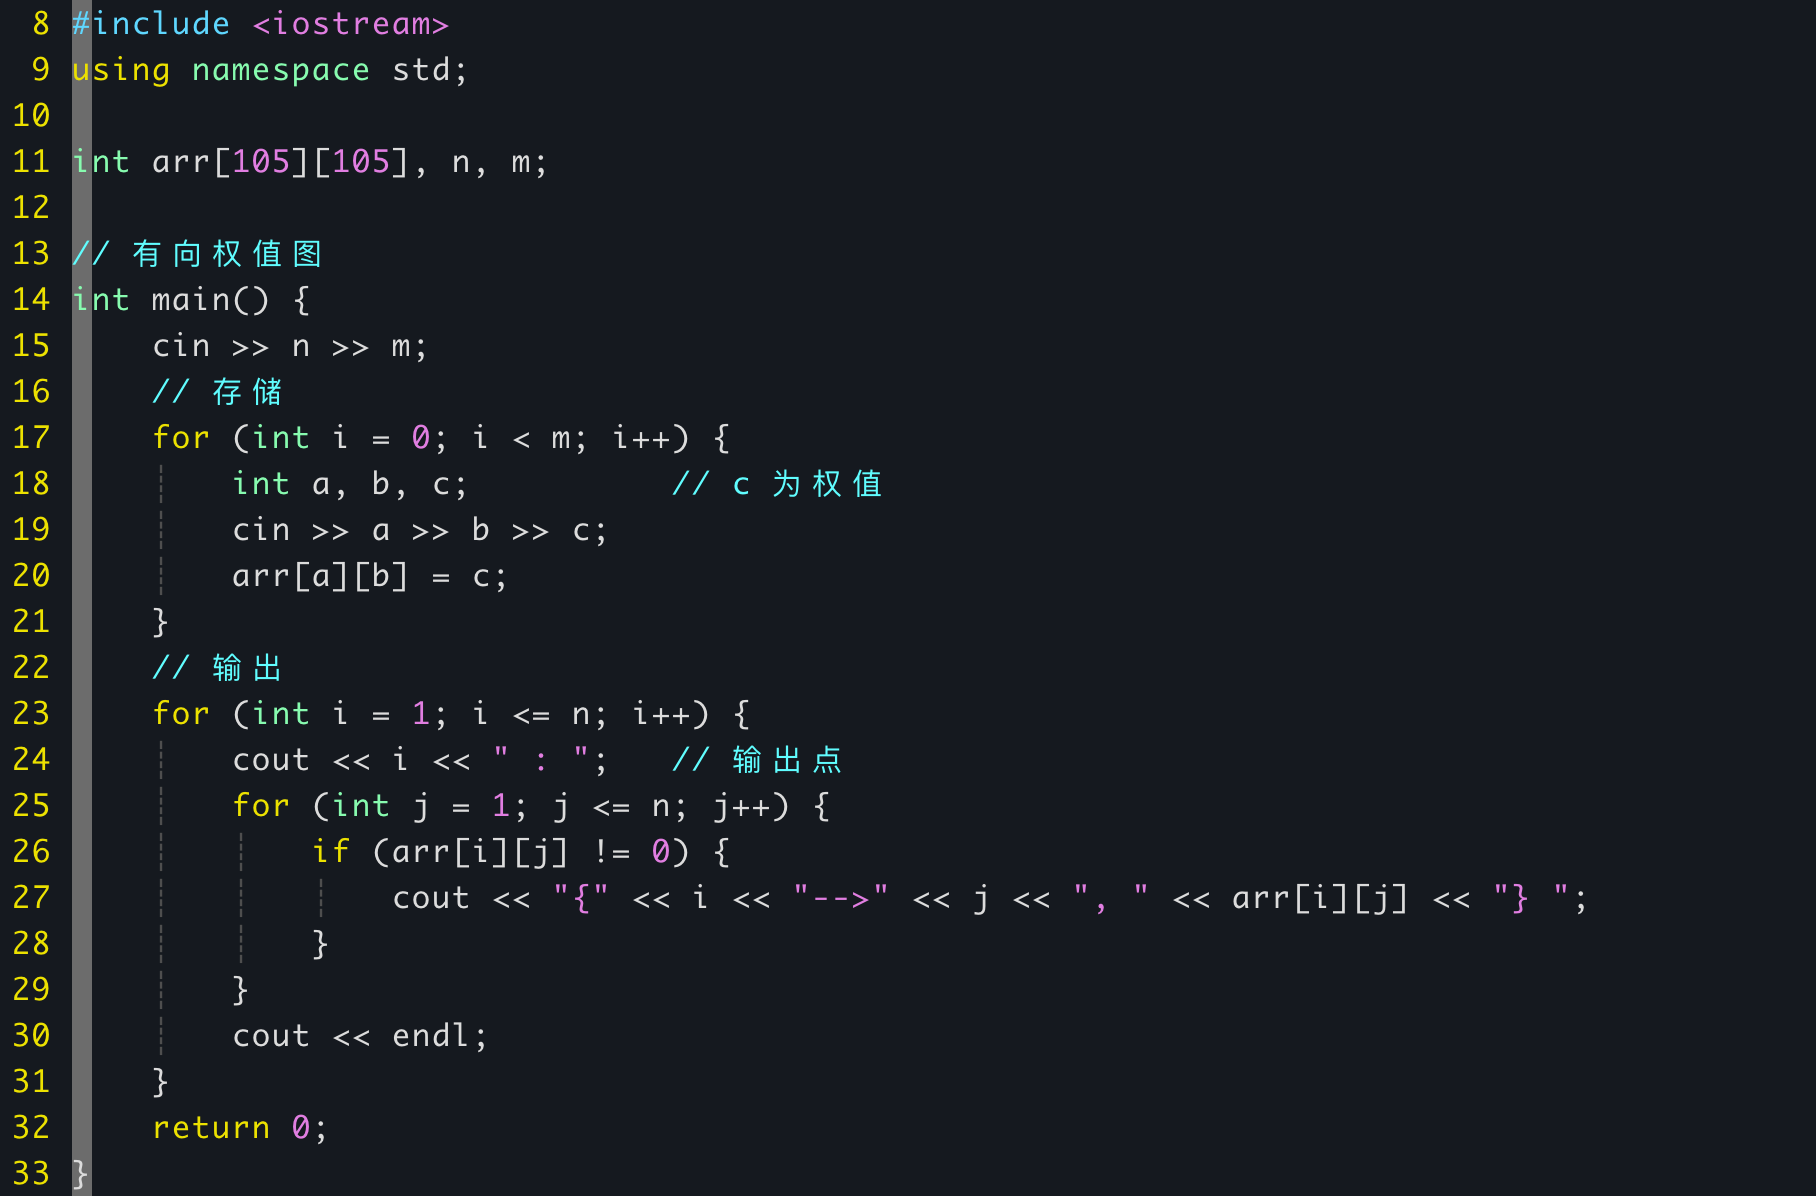 8 #include <iostream>
9 using namespace std;
10
11 int arr[105][105], n, m;
12
13 // 有向权值图
14 int main() {
15     cin >> n >> m;
16     // 存储
17     for (int i = 0; i < m; i++) {
18         int a, b, c;          // c 为权值
19         cin >> a >> b >> c;
20         arr[a][b] = c;
21     }
22     // 输出
23     for (int i = 1; i <= n; i++) {
24         cout << i << " : ";   // 输出点
25         for (int j = 1; j <= n; j++) {
26             if (arr[i][j] != 0) {
27                 cout << "{" << i << "-->" << j << ", " << arr[i][j] << "} ";
28             }
29         }
30         cout << endl;
31     }
32     return 0;
33 }